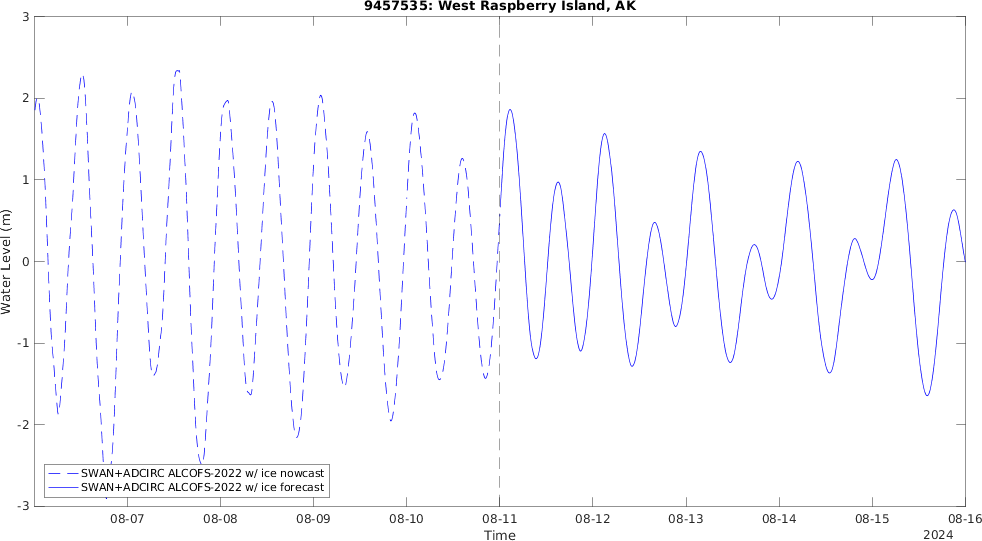 9457535: West Raspberry Island, AK
3
2
1
0
-1
-2
-3
Water Level (m)
SWAN+ADCIRC ALCOFS-2022 w/ ice nowcast
SWAN+ADCIRC ALCOFS-2022 w/ ice forecast
08-07 08-08 08-09 08-10 08-11 08-12 08-13 08-14 08-15 08-16
Time
2024